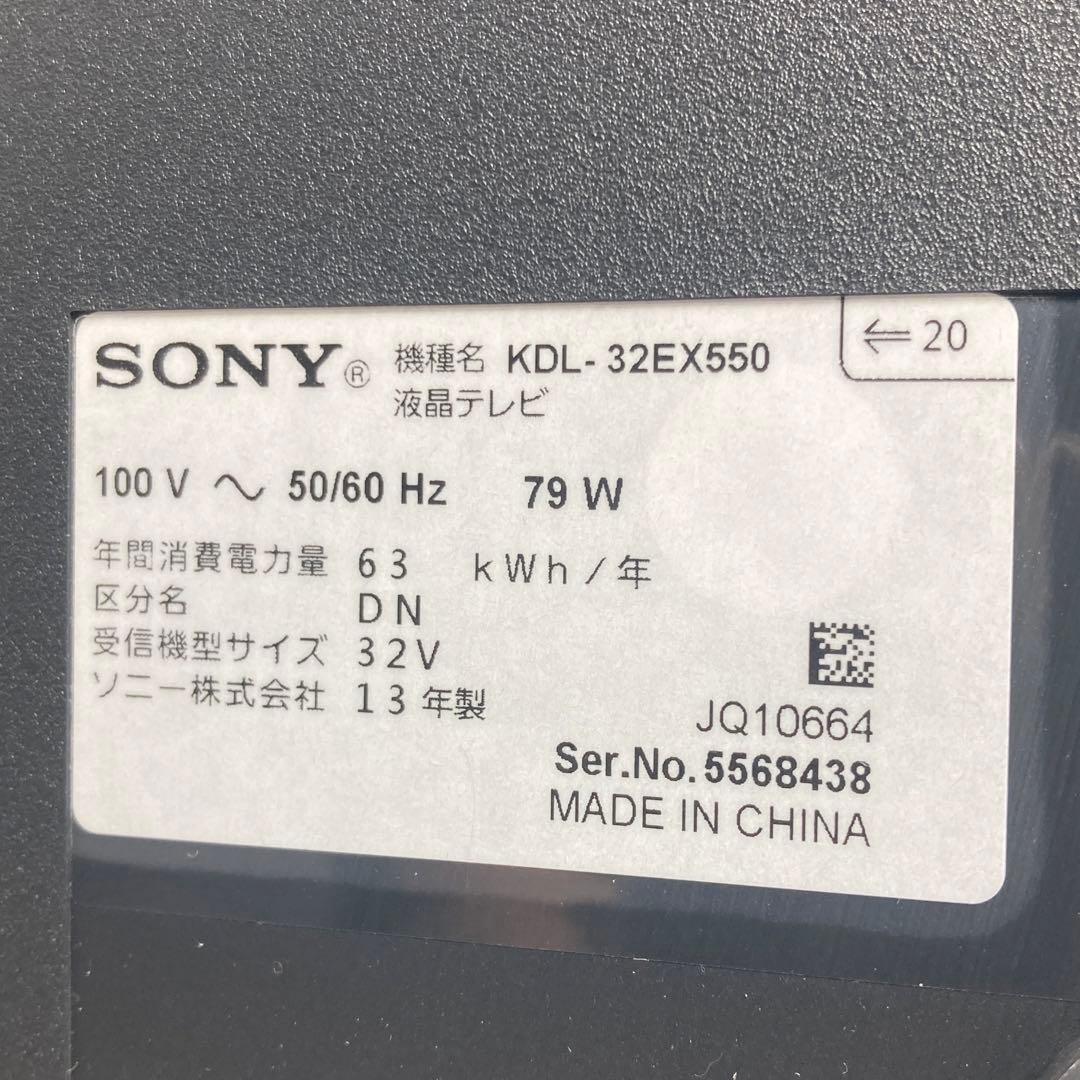 SONY® 機種名 KDL- 32EX550
液晶テレビ
⇐ 20
100 V ～ 50/60 Hz 79 W
年間消費電力量 63 kWh/年
区分名 DN
受信機型サイズ 32V
ソニー株式会社 13年製
JQ10664
Ser.No.5568438
MADE IN CHINA